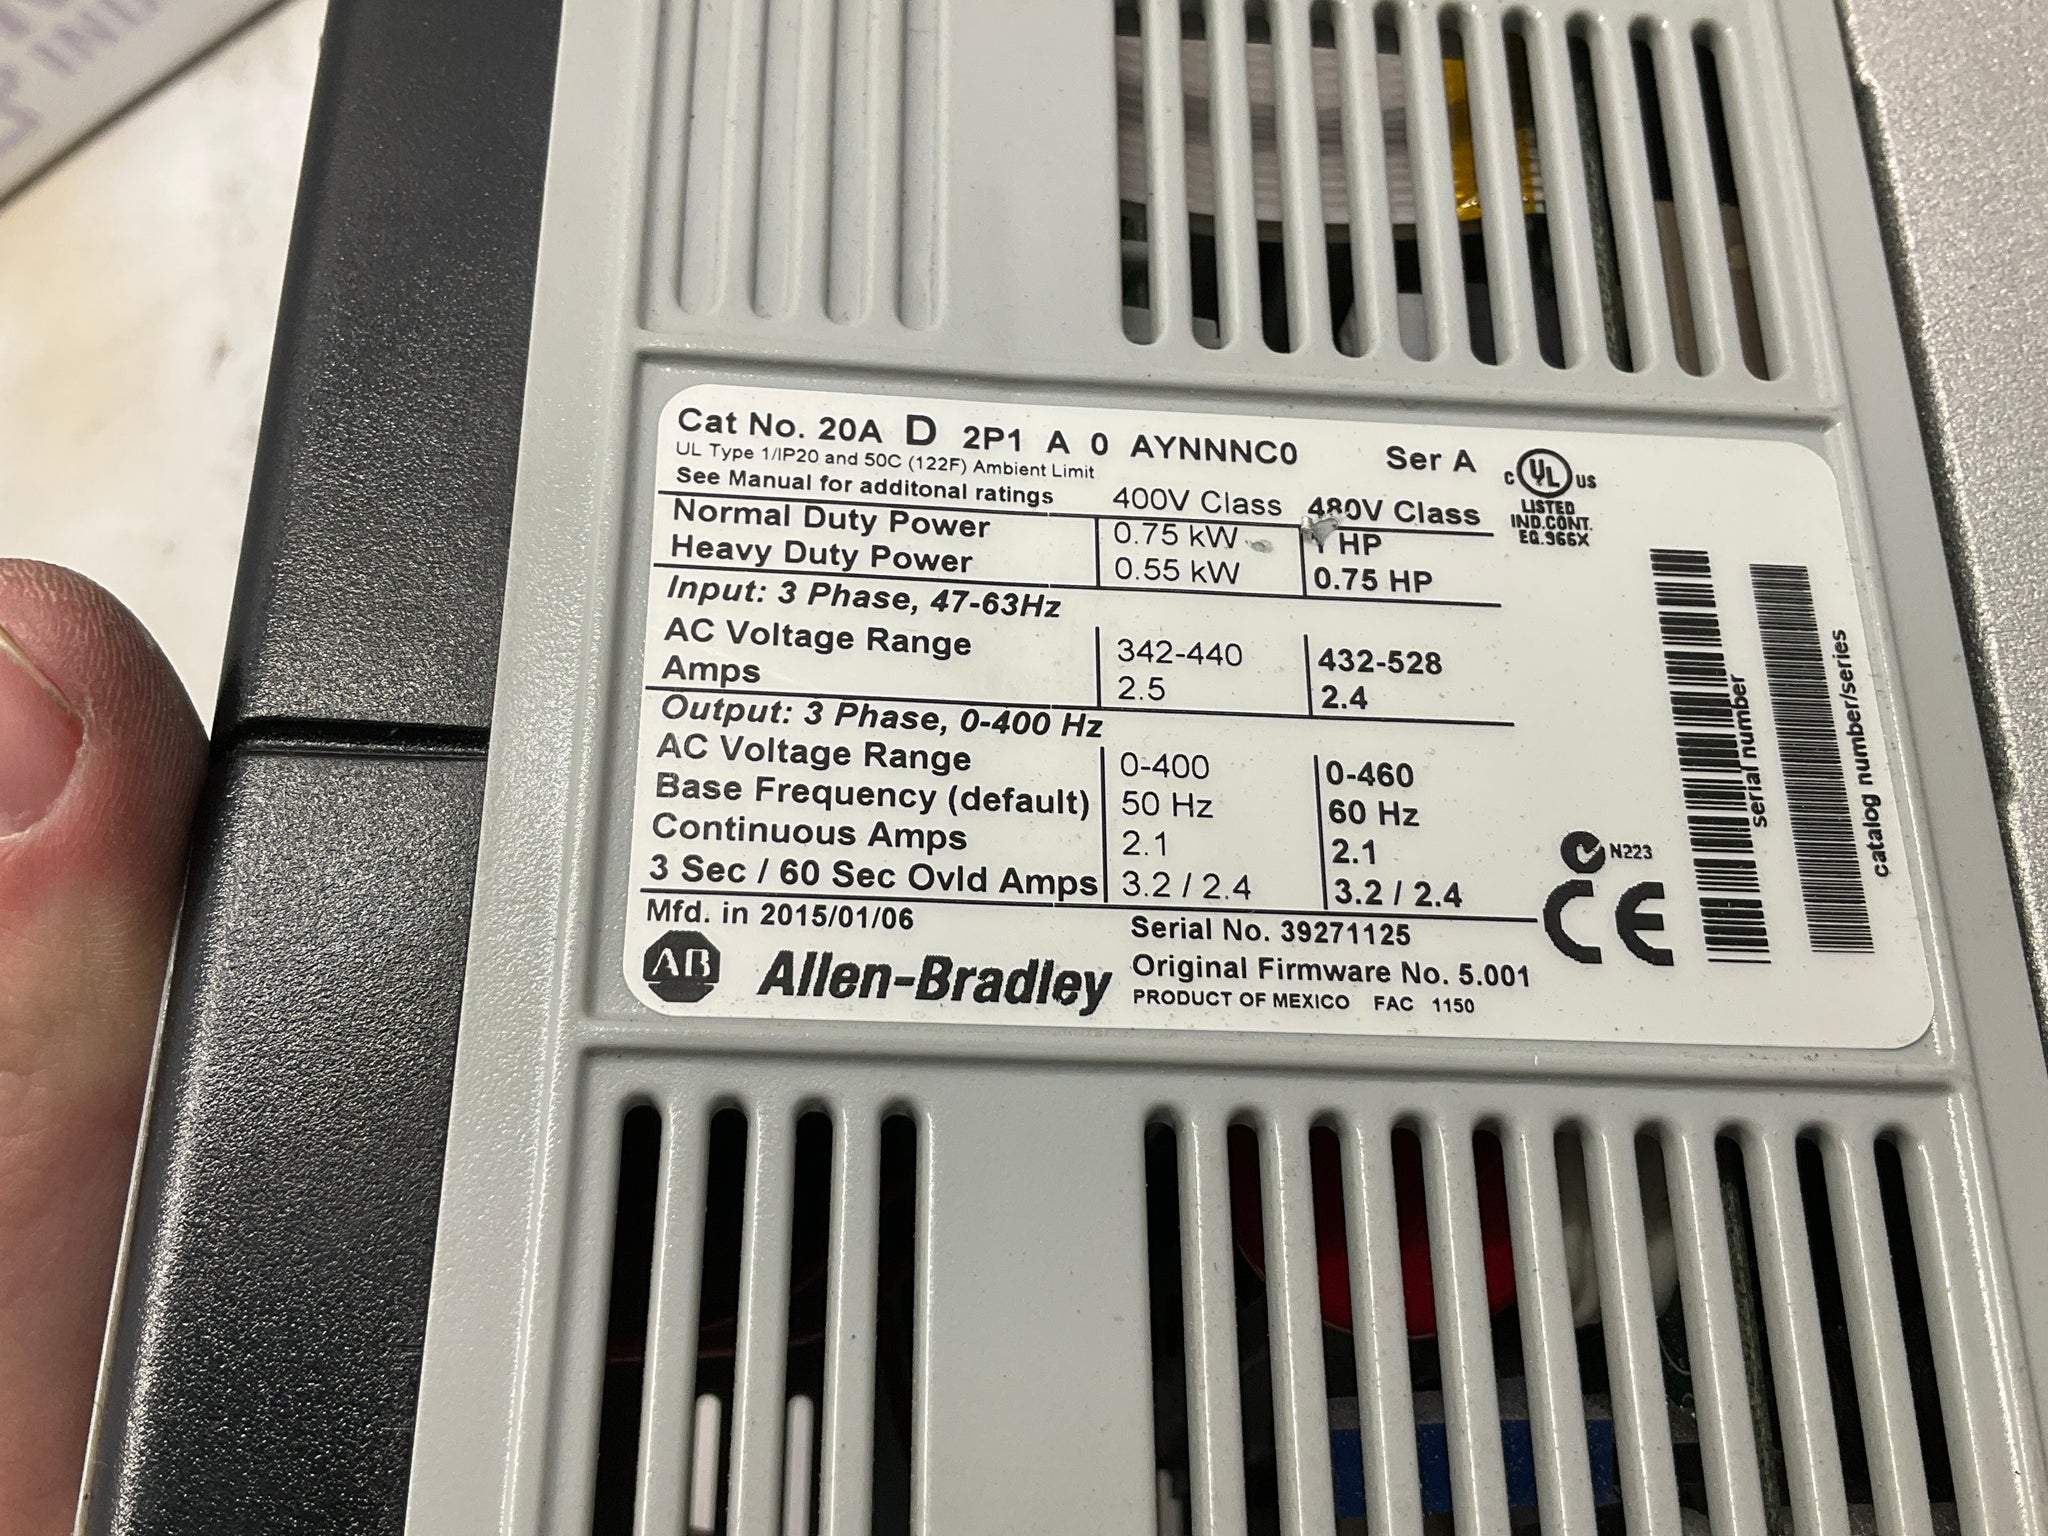 Cat No. 20A D 2P1 A 0 AYNNNC0 Ser A
UL Type 1/IP20 and 50C (122F) Ambient Limit
See Manual for additonal ratings 400V Class 480V Class
Normal Duty Power 0.75 kW 1 HP
Heavy Duty Power 0.55 kW 0.75 HP
Input: 3 Phase, 47-63Hz
AC Voltage Range 342-440 432-528
Amps 2.5 2.4
Output: 3 Phase, 0-400 Hz
AC Voltage Range 0-400 0-460
Base Frequency (default) 50 Hz 60 Hz
Continuous Amps 2.1 2.1
3 Sec / 60 Sec Ovld Amps 3.2 / 2.4 3.2 / 2.4
Mfd. in 2015/01/06
Serial No. 39271125
AB Allen-Bradley
Original Firmware No. 5.001
PRODUCT OF MEXICO FAC 1150
C UL US
LISTED
IND.CONT.
EQ.966X
N223
CE
serial number
catalog number/series